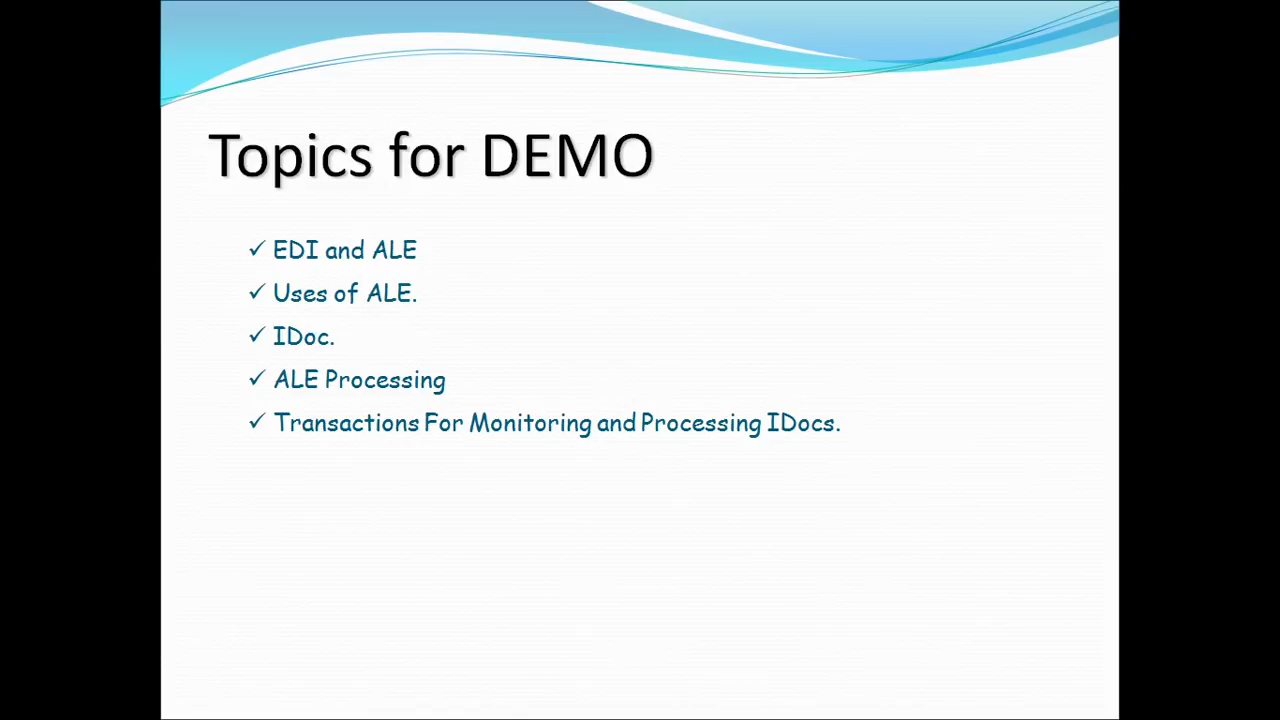 Topics for DEMO
✓ EDI and ALE
✓ Uses of ALE.
✓ IDoc.
✓ ALE Processing
✓ Transactions For Monitoring and Processing IDocs.